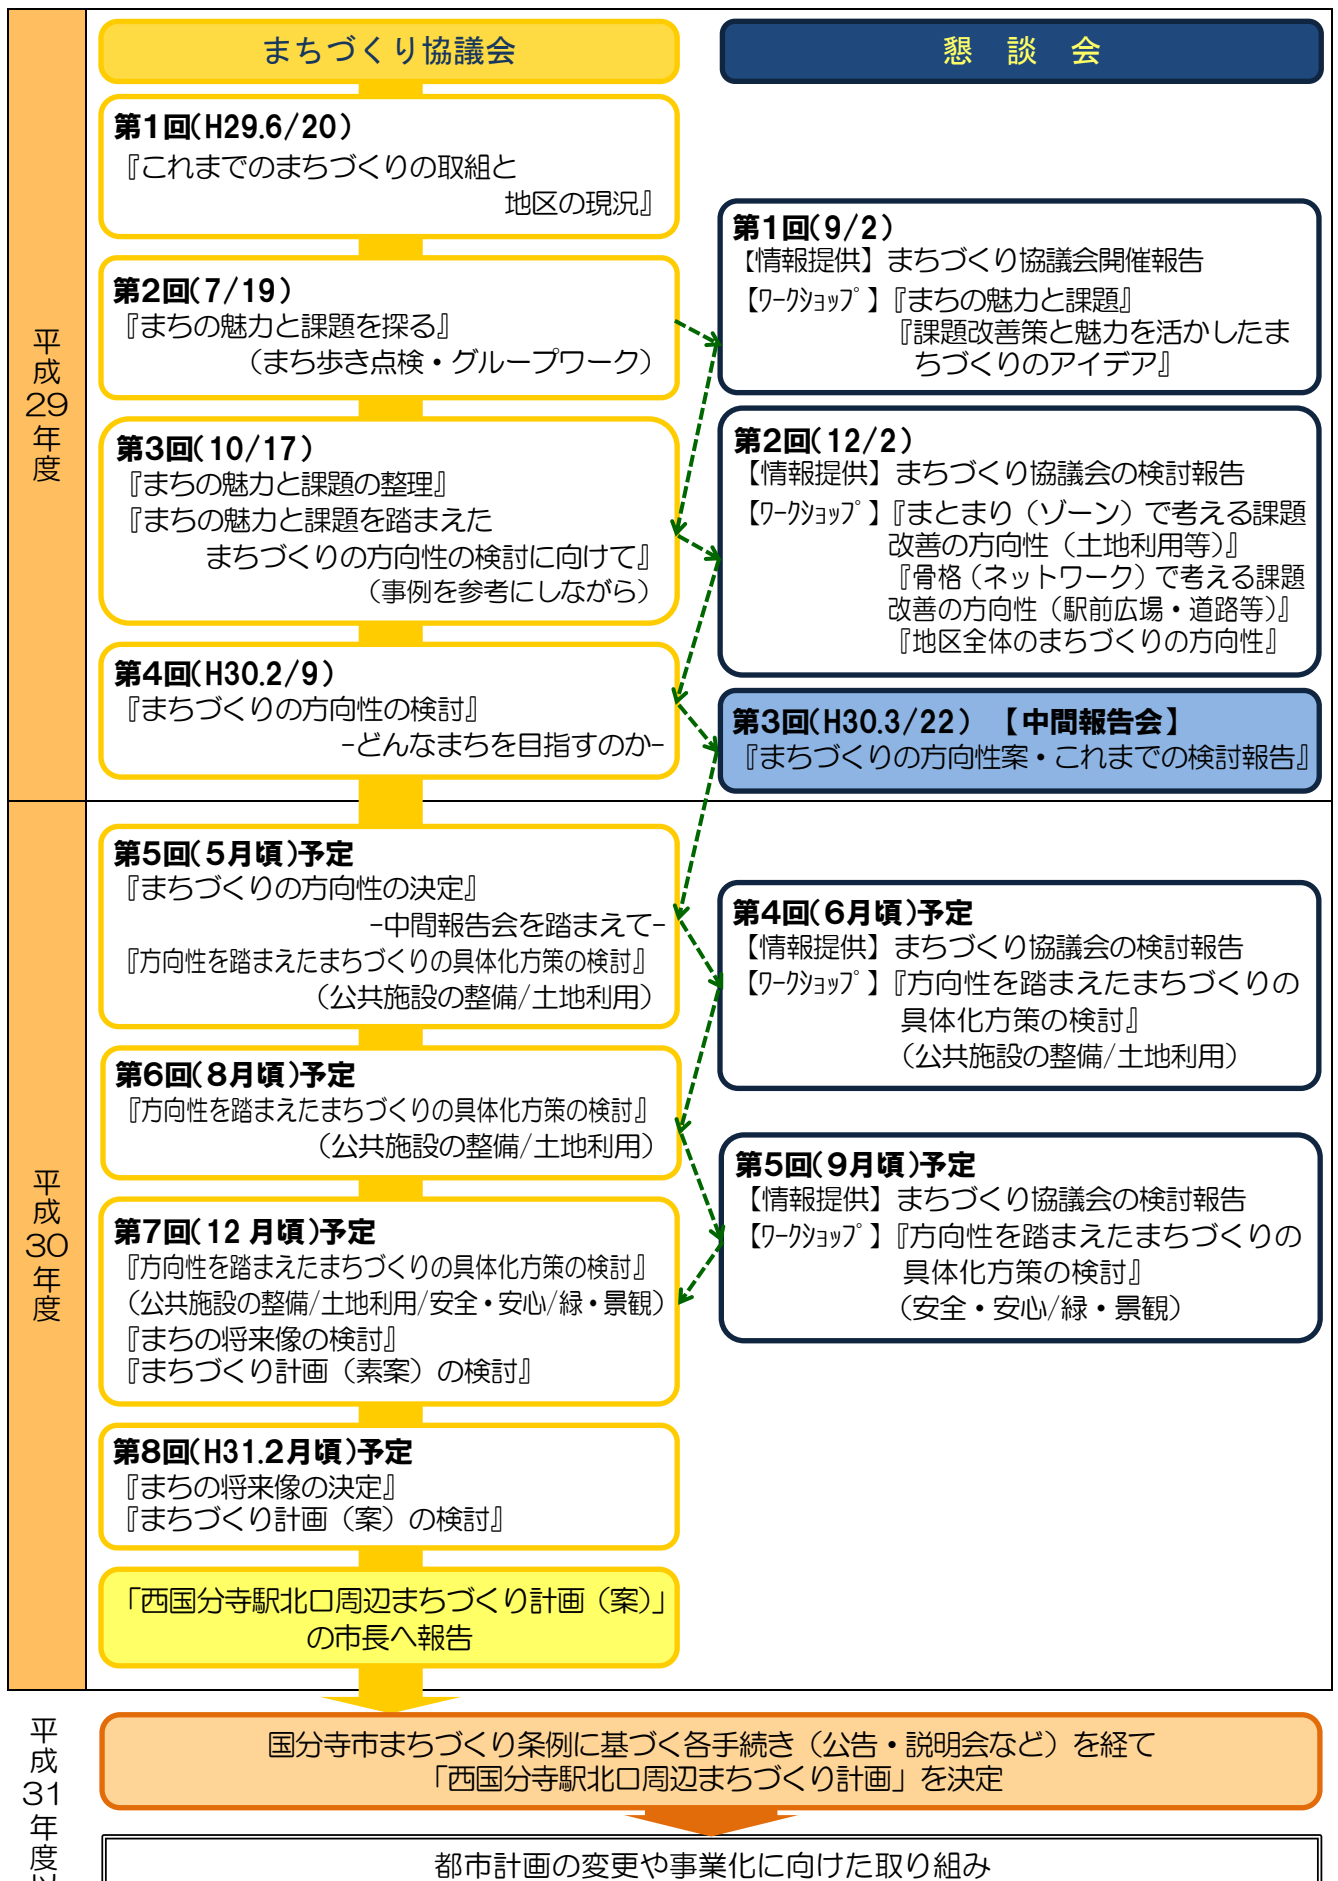 平成29年度
まちづくり協議会
第1回(H29.6/20)
『これまでのまちづくりの取組と
地区の現況』
第2回(7/19)
『まちの魅力と課題を探る』
（まち歩き点検・グループワーク）
第3回(10/17)
『まちの魅力と課題の整理』
『まちの魅力と課題を踏まえた
まちづくりの方向性の検討に向けて』
（事例を参考にしながら）
第4回(H30.2/9)
『まちづくりの方向性の検討』
-どんなまちを目指すのか-
懇 談 会
第1回(9/2)
【情報提供】まちづくり協議会開催報告
【ﾜｰｸｼｮｯﾌﾟ】『まちの魅力と課題』
『課題改善策と魅力を活かしたま
ちづくりのアイデア』
第2回(12/2)
【情報提供】まちづくり協議会の検討報告
【ﾜｰｸｼｮｯﾌﾟ】『まとまり（ゾーン）で考える課題
改善の方向性（土地利用等）』
『骨格（ネットワーク）で考える課題
改善の方向性（駅前広場・道路等）』
『地区全体のまちづくりの方向性』
第3回(H30.3/22) 【中間報告会】
『まちづくりの方向性案・これまでの検討報告』
平成30年度
第5回(5月頃)予定
『まちづくりの方向性の決定』
-中間報告会を踏まえて-
『方向性を踏まえたまちづくりの具体化方策の検討』
（公共施設の整備/土地利用）
第6回(8月頃)予定
『方向性を踏まえたまちづくりの具体化方策の検討』
（公共施設の整備/土地利用）
第7回(12月頃)予定
『方向性を踏まえたまちづくりの具体化方策の検討』
（公共施設の整備/土地利用/安全・安心/緑・景観）
『まちの将来像の検討』
『まちづくり計画（素案）の検討』
第8回(H31.2月頃)予定
『まちの将来像の決定』
『まちづくり計画（案）の検討』
「西国分寺駅北口周辺まちづくり計画（案）」
の市長へ報告
第4回(6月頃)予定
【情報提供】まちづくり協議会の検討報告
【ﾜｰｸｼｮｯﾌﾟ】『方向性を踏まえたまちづくりの
具体化方策の検討』
（公共施設の整備/土地利用）
第5回(9月頃)予定
【情報提供】まちづくり協議会の検討報告
【ﾜｰｸｼｮｯﾌﾟ】『方向性を踏まえたまちづくりの
具体化方策の検討』
（安全・安心/緑・景観）
平成31年度以
国分寺市まちづくり条例に基づく各手続き（公告・説明会など）を経て
「西国分寺駅北口周辺まちづくり計画」を決定
都市計画の変更や事業化に向けた取り組み